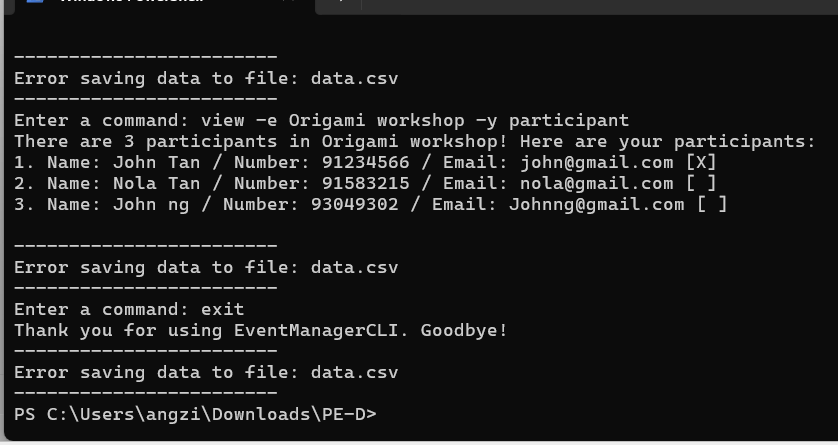 ------------------------
Error saving data to file: data.csv
------------------------
Enter a command: view -e Origami workshop -y participant
There are 3 participants in Origami workshop! Here are your participants:
1. Name: John Tan / Number: 91234566 / Email: john@gmail.com [X]
2. Name: Nola Tan / Number: 91583215 / Email: nola@gmail.com [ ]
3. Name: John ng / Number: 93049302 / Email: Johnng@gmail.com [ ]
------------------------
Error saving data to file: data.csv
------------------------
Enter a command: exit
Thank you for using EventManagerCLI. Goodbye!
------------------------
Error saving data to file: data.csv
------------------------
PS C:\Users\angzi\Downloads\PE-D>